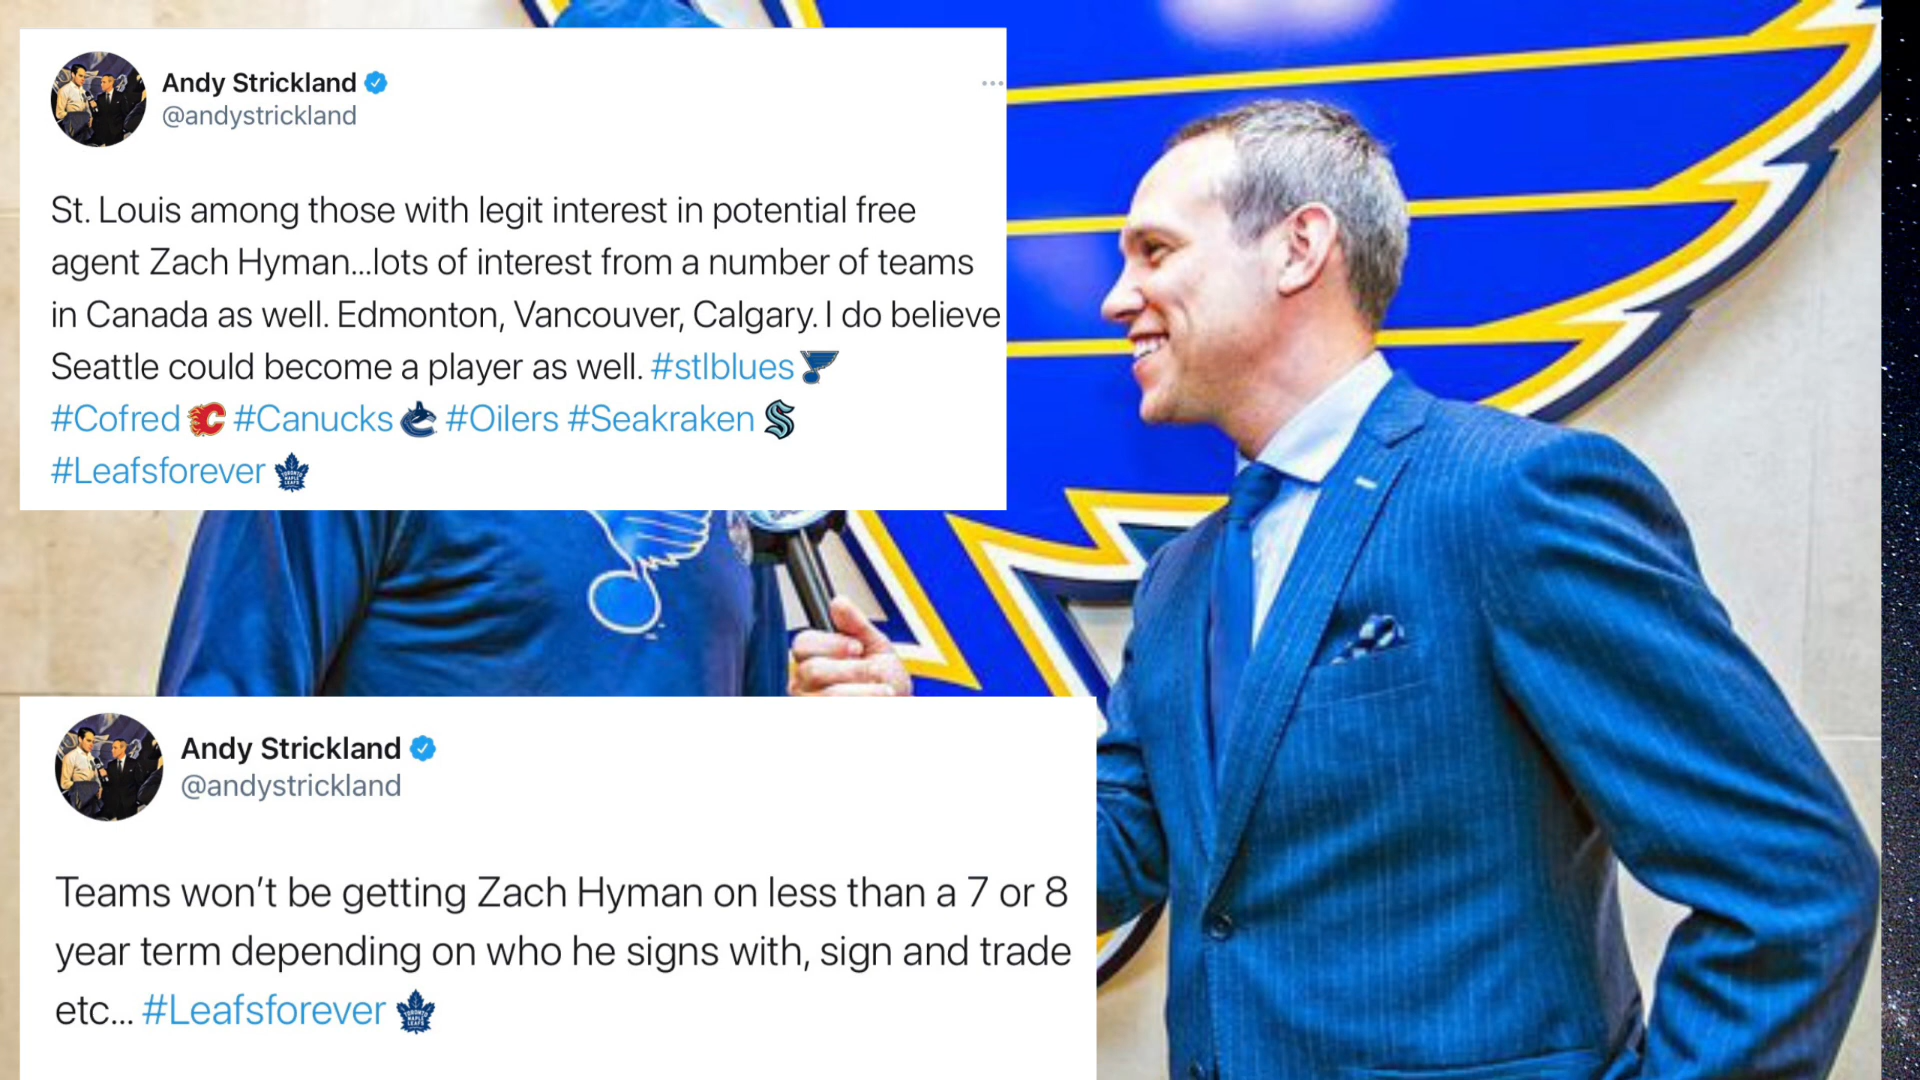 Andy Strickland
@andystrickland
St. Louis among those with legit interest in potential free
agent Zach Hyman...lots of interest from a number of teams
in Canada as well. Edmonton, Vancouver, Calgary. I do believe
Seattle could become a player as well. #stlblues
#Cofred #Canucks #Oilers #Seakraken
#Leafsforever
Andy Strickland
@andystrickland
Teams won't be getting Zach Hyman on less than a 7 or 8
year term depending on who he signs with, sign and trade
etc... #Leafsforever